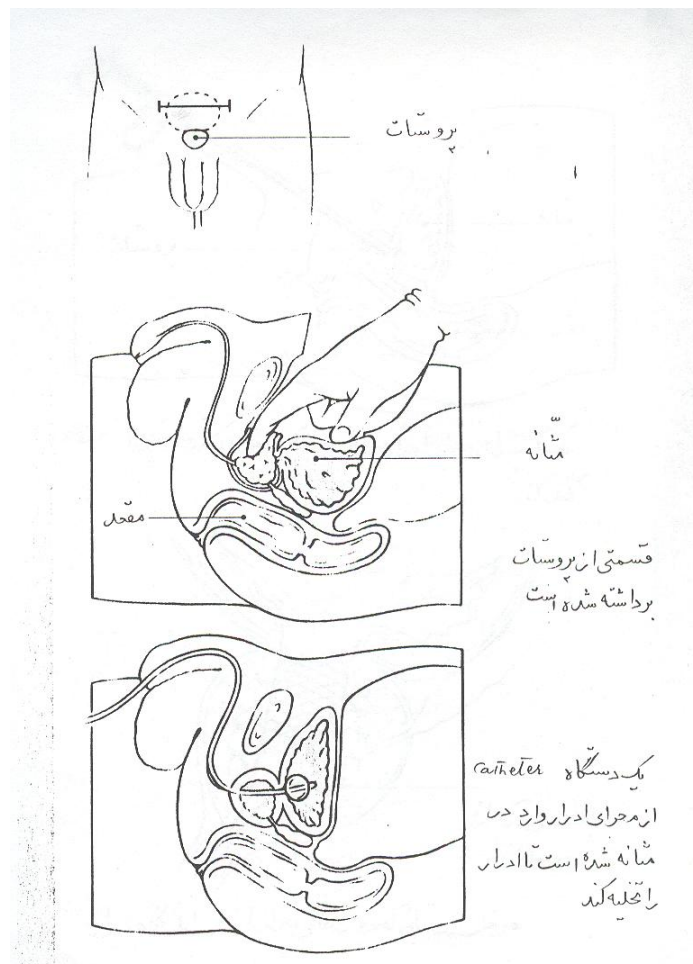 پروستات
مثانه
مقعد
قسمتی از پروستات
برداشته شده است
یک دستگاه catheter
از مجرای ادرار وارد در
مثانه شده است تا ادرار
را تخلیه کند